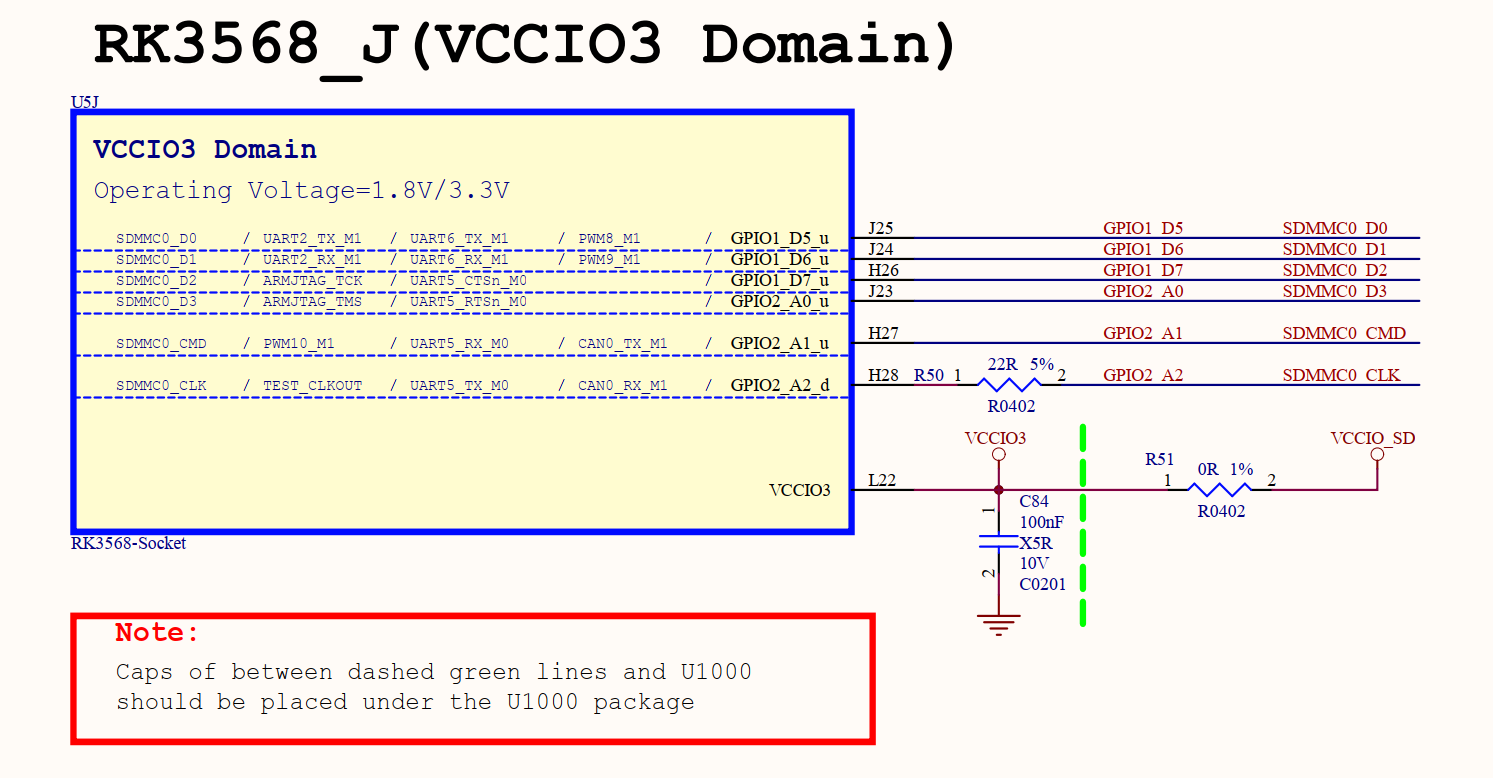 RK3568_J(VCCIO3 Domain)
U5J
VCCIO3 Domain
Operating Voltage=1.8V/3.3V
SDMMC0_D0 / UART2_TX_M1 / UART6_TX_M1 / PWM8_M1 / GPIO1_D5_u J25 GPIO1_D5 SDMMC0_D0
SDMMC0_D1 / UART2_RX_M1 / UART6_RX_M1 / PWM9_M1 / GPIO1_D6_u J24 GPIO1_D6 SDMMC0_D1
SDMMC0_D2 / ARMJTAG_TCK / UART5_CTSn_M0 / GPIO1_D7_u H26 GPIO1_D7 SDMMC0_D2
SDMMC0_D3 / ARMJTAG_TMS / UART5_RTSn_M0 / GPIO2_A0_u J23 GPIO2_A0 SDMMC0_D3
SDMMC0_CMD / PWM10_M1 / UART5_RX_M0 / CAN0_TX_M1 / GPIO2_A1_u H27 GPIO2_A1 SDMMC0_CMD
22R 5%
SDMMC0_CLK / TEST_CLKOUT / UART5_TX_M0 / CAN0_RX_M1 / GPIO2_A2_d H28 R50 1 2 GPIO2_A2 SDMMC0_CLK
R0402
VCCIO3 VCCIO_SD
R51
0R 1%
VCCIO3 L22 1 2
R0402
C84
1
100nF
X5R
10V
2
C0201
RK3568-Socket
Note:
Caps of between dashed green lines and U1000
should be placed under the U1000 package